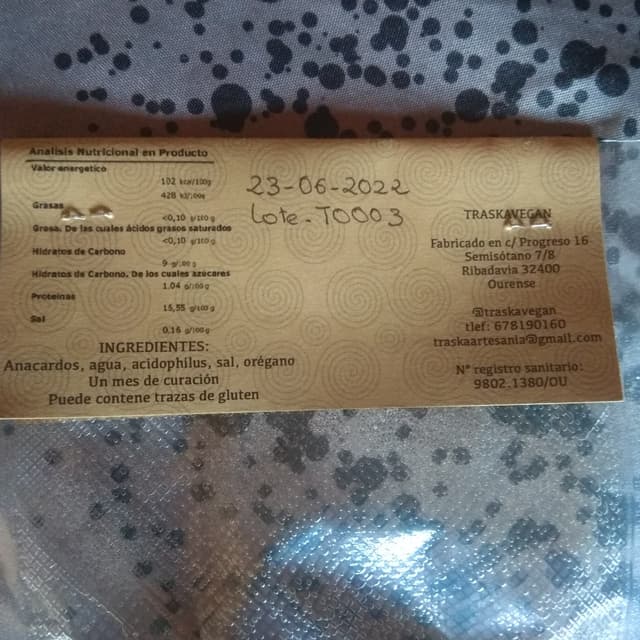 Analisis Nutricional en Producto
Valor energetico
102 kcal/100g
428 kJ/100g
Grasas
<0,10 g/100 g
Grasa. De las cuales ácidos grasos saturados
<0,10 g/100 g
Hidratos de Carbono
9 g/100 g
Hidratos de Carbono. De los cuales azúcares
1.04 g/100 g
Proteinas
15,55 g/100 g
Sal
0,16 g/100 g
INGREDIENTES:
Anacardos, agua, acidophilus, sal, orégano
Un mes de curación
Puede contene trazas de gluten
23-06-2022
Lote-T0003
TRASKAVEGAN
Fabricado en c/ Progreso 16
Semisótano 7/8
Ribadavia 32400
Ourense
@traskavegan
tlef: 678190160
traskaartesania@gmail.com
Nº registro sanitario:
9802.1380/OU